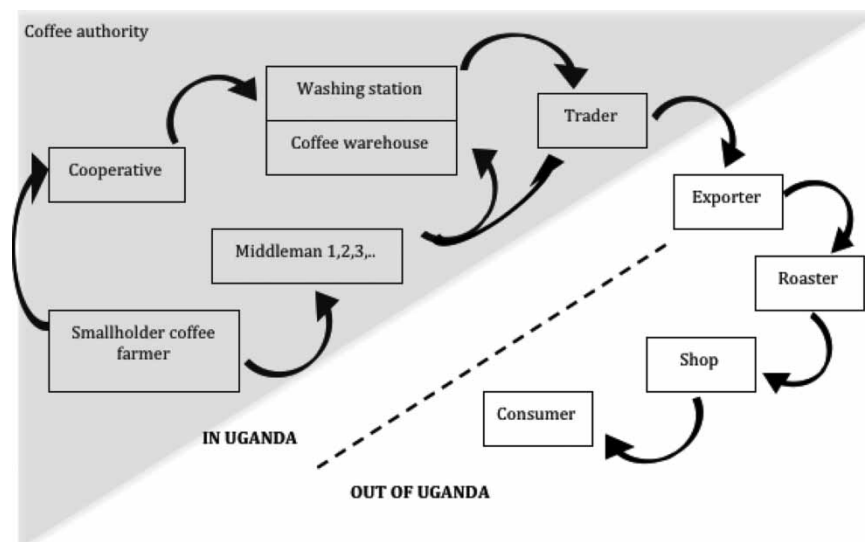 Coffee authority
Washing station
Coffee warehouse
Trader
Cooperative
Exporter
Middleman 1,2,3,..
Roaster
Smallholder coffee
farmer
Shop
Consumer
IN UGANDA
OUT OF UGANDA